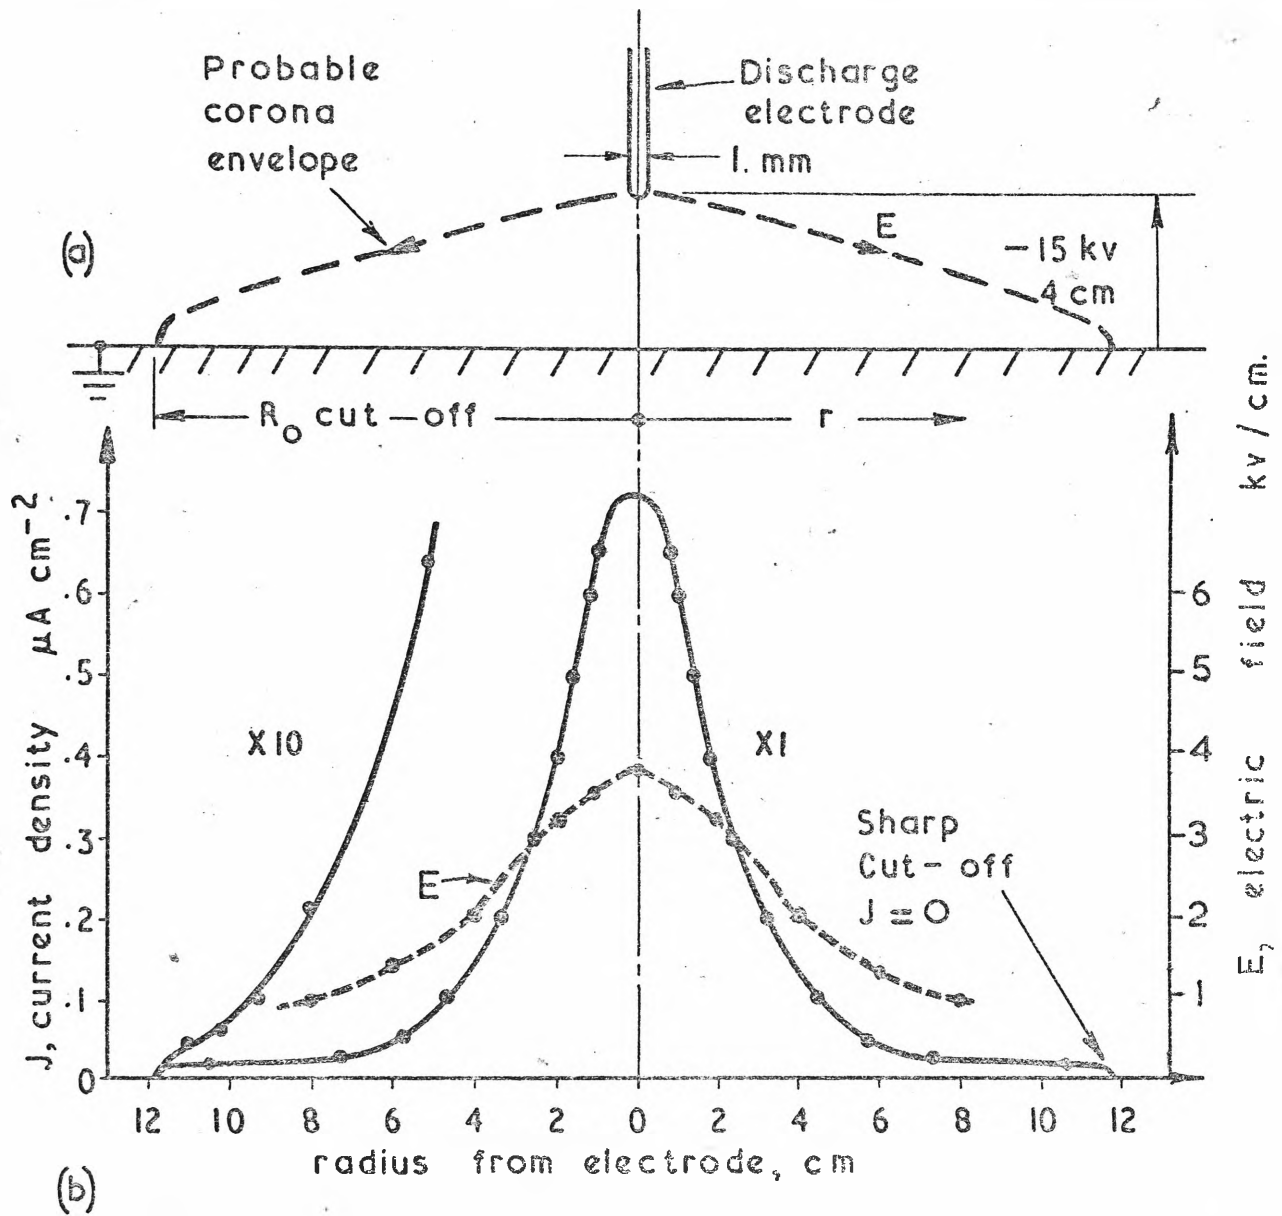 Probable
corona
envelope
Discharge
electrode
1. mm
(a)
E
-15 kv
4 cm
R₀ cut-off
r
J, current density μA cm⁻²
.7
.6
.5
.4
.3
.2
.1
0
X10
X1
E
Sharp
Cut-off
J = 0
6
5
4
3
2
1
E, electric field kv/cm.
12 10 8 6 4 2 0 2 4 6 8 10 12
radius from electrode, cm
(b)